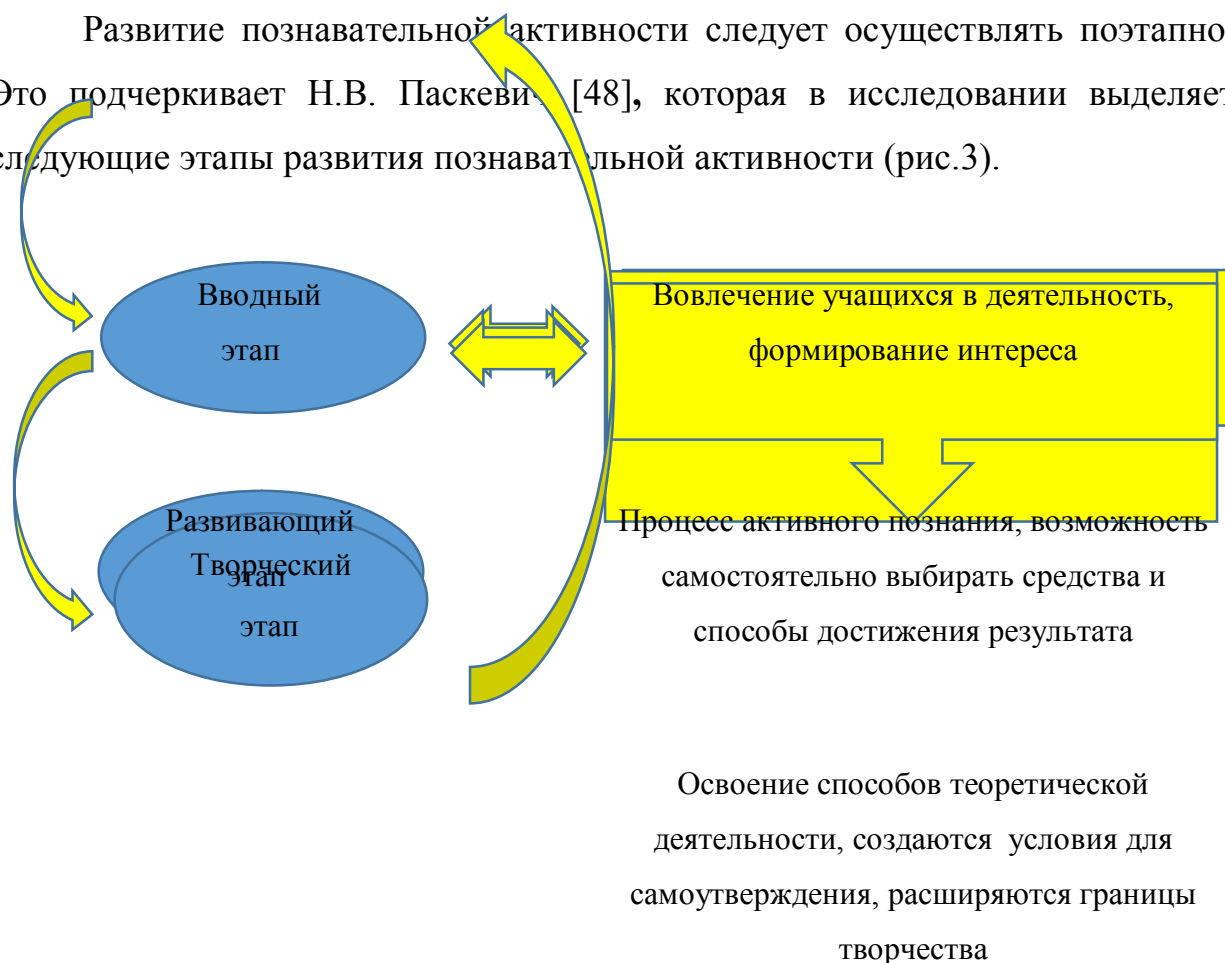 Развитие познавательной активности следует осуществлять поэтапно
Это подчеркивает Н.В. Паскевич [48], которая в исследовании выделяет
следующие этапы развития познавательной активности (рис.3).
Вводный
этап
Вовлечение учащихся в деятельность,
формирование интереса
Развивающий
этап
Творческий
этап
Процесс активного познания, возможность
самостоятельно выбирать средства и
способы достижения результата
Освоение способов теоретической
деятельности, создаются условия для
самоутверждения, расширяются границы
творчества